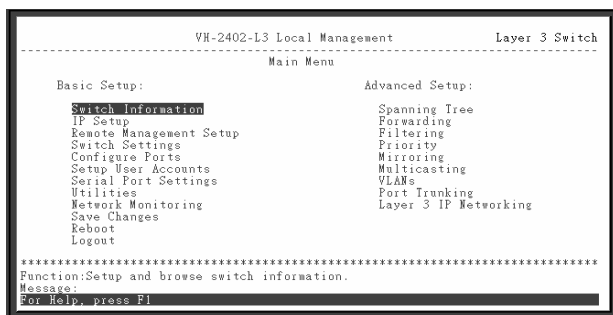 VH-2402-L3 Local Management Layer 3 Switch
Main Menu
Basic Setup: Advanced Setup:
Switch Information Spanning Tree
IP Setup Forwarding
Remote Management Setup Filtering
Switch Settings Priority
Configure Ports Mirroring
Setup User Accounts Multicasting
Serial Port Settings VLANs
Utilities Port Trunking
Network Monitoring Layer 3 IP Networking
Save Changes
Reboot
Logout
*******************************************************************************
Function:Setup and browse switch information.
Message:
For Help, press F1